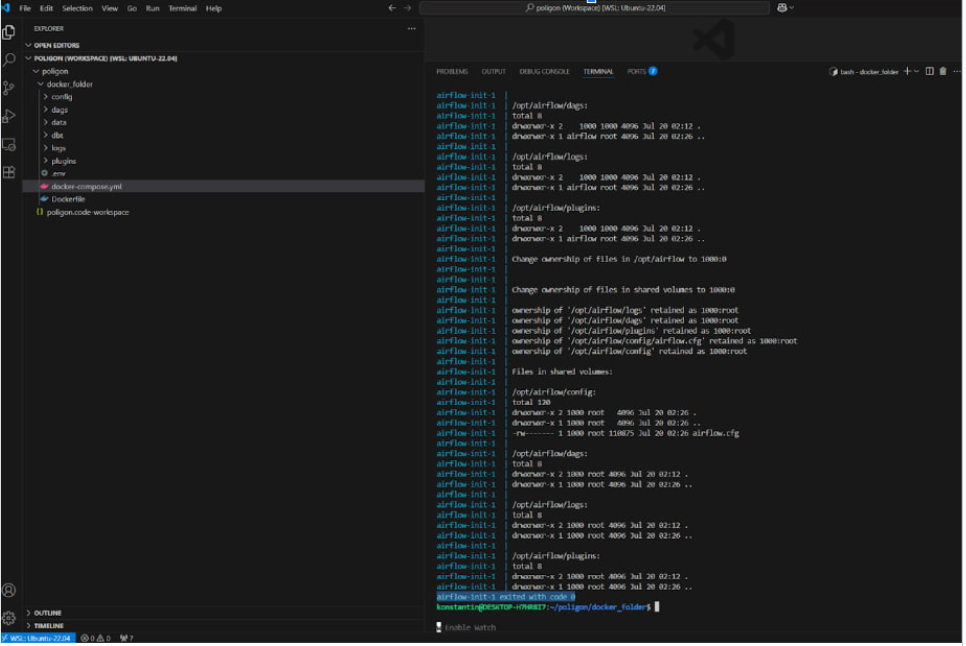 File Edit Selection View Go Run Terminal Help
poligon (Workspace) [WSL: Ubuntu-22.04]
EXPLORER
OPEN EDITORS
POLIGON (WORKSPACE) [WSL: UBUNTU-22.04]
poligon
docker_folder
config
dags
data
dbt
logs
plugins
.env
docker-compose.yml
Dockerfile
poligon.code-workspace
OUTLINE
TIMELINE
PROBLEMS OUTPUT DEBUG CONSOLE TERMINAL PORTS 7
bash - docker_folder
airflow-init-1 |
airflow-init-1 | /opt/airflow/dags:
airflow-init-1 | total 8
airflow-init-1 | drwxrwxr-x 2 1000 1000 4096 Jul 20 02:12 .
airflow-init-1 | drwxrwxr-x 1 airflow root 4096 Jul 20 02:26 ..
airflow-init-1 |
airflow-init-1 | /opt/airflow/logs:
airflow-init-1 | total 8
airflow-init-1 | drwxrwxr-x 2 1000 1000 4096 Jul 20 02:12 .
airflow-init-1 | drwxrwxr-x 1 airflow root 4096 Jul 20 02:26 ..
airflow-init-1 |
airflow-init-1 | /opt/airflow/plugins:
airflow-init-1 | total 8
airflow-init-1 | drwxrwxr-x 2 1000 1000 4096 Jul 20 02:12 .
airflow-init-1 | drwxrwxr-x 1 airflow root 4096 Jul 20 02:26 ..
airflow-init-1 |
airflow-init-1 | Change ownership of files in /opt/airflow to 1000:0
airflow-init-1 |
airflow-init-1 |
airflow-init-1 | Change ownership of files in shared volumes to 1000:0
airflow-init-1 |
airflow-init-1 | ownership of '/opt/airflow/logs' retained as 1000:root
airflow-init-1 | ownership of '/opt/airflow/dags' retained as 1000:root
airflow-init-1 | ownership of '/opt/airflow/plugins' retained as 1000:root
airflow-init-1 | ownership of '/opt/airflow/config/airflow.cfg' retained as 1000:root
airflow-init-1 | ownership of '/opt/airflow/config' retained as 1000:root
airflow-init-1 |
airflow-init-1 | Files in shared volumes:
airflow-init-1 |
airflow-init-1 | /opt/airflow/config:
airflow-init-1 | total 120
airflow-init-1 | drwxrwxr-x 2 1000 root 4096 Jul 20 02:26 .
airflow-init-1 | drwxrwxr-x 1 1000 root 4096 Jul 20 02:26 ..
airflow-init-1 | -rw------- 1 1000 root 110875 Jul 20 02:26 airflow.cfg
airflow-init-1 |
airflow-init-1 | /opt/airflow/dags:
airflow-init-1 | total 8
airflow-init-1 | drwxrwxr-x 2 1000 root 4096 Jul 20 02:12 .
airflow-init-1 | drwxrwxr-x 1 1000 root 4096 Jul 20 02:26 ..
airflow-init-1 |
airflow-init-1 | /opt/airflow/logs:
airflow-init-1 | total 8
airflow-init-1 | drwxrwxr-x 2 1000 root 4096 Jul 20 02:12 .
airflow-init-1 | drwxrwxr-x 1 1000 root 4096 Jul 20 02:26 ..
airflow-init-1 |
airflow-init-1 | /opt/airflow/plugins:
airflow-init-1 | total 8
airflow-init-1 | drwxrwxr-x 2 1000 root 4096 Jul 20 02:12 .
airflow-init-1 | drwxrwxr-x 1 1000 root 4096 Jul 20 02:26 ..
airflow-init-1 exited with code 0
konstantin@DESKTOP-H7HR8I7:~/poligon/docker_folder$
w Enable Watch
WSL: Ubuntu-22.04 0 0 7